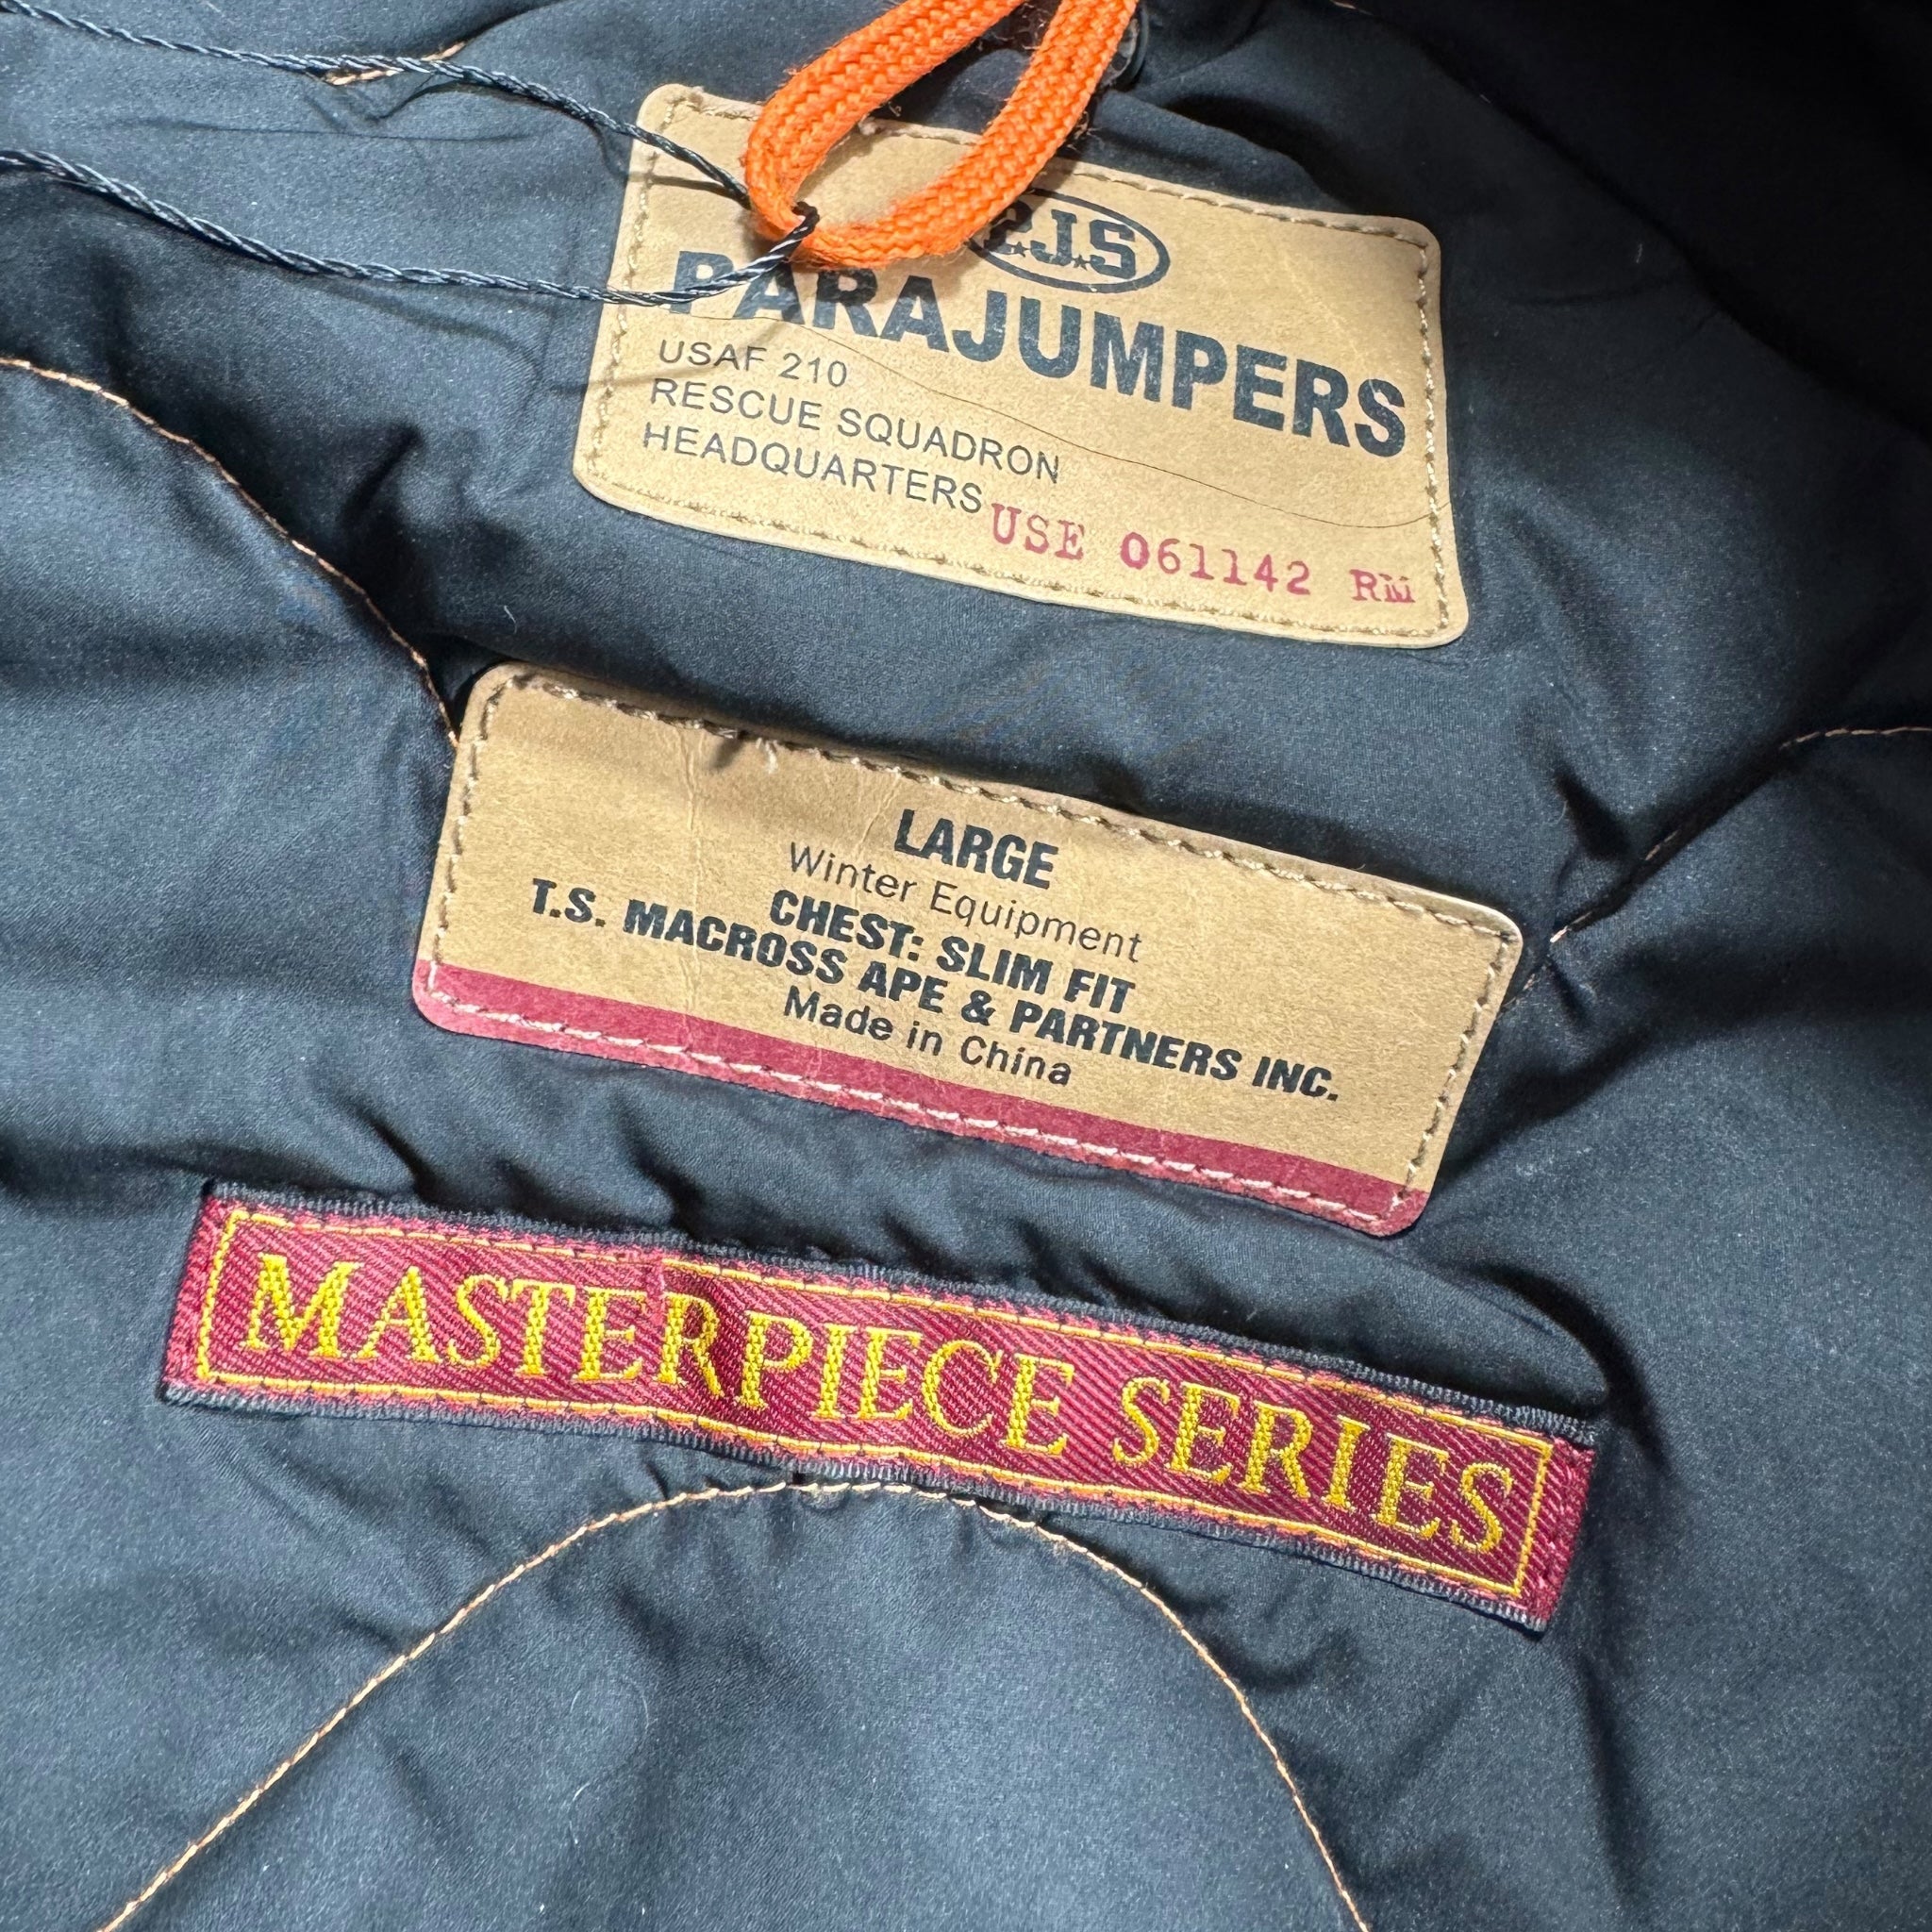 P.J.S
PARAJUMPERS
USAF 210
RESCUE SQUADRON
HEADQUARTERS
USE 061142 RM
LARGE
Winter Equipment
CHEST: SLIM FIT
T.S. MACROSS APE & PARTNERS INC.
Made in China
MASTERPIECE SERIES